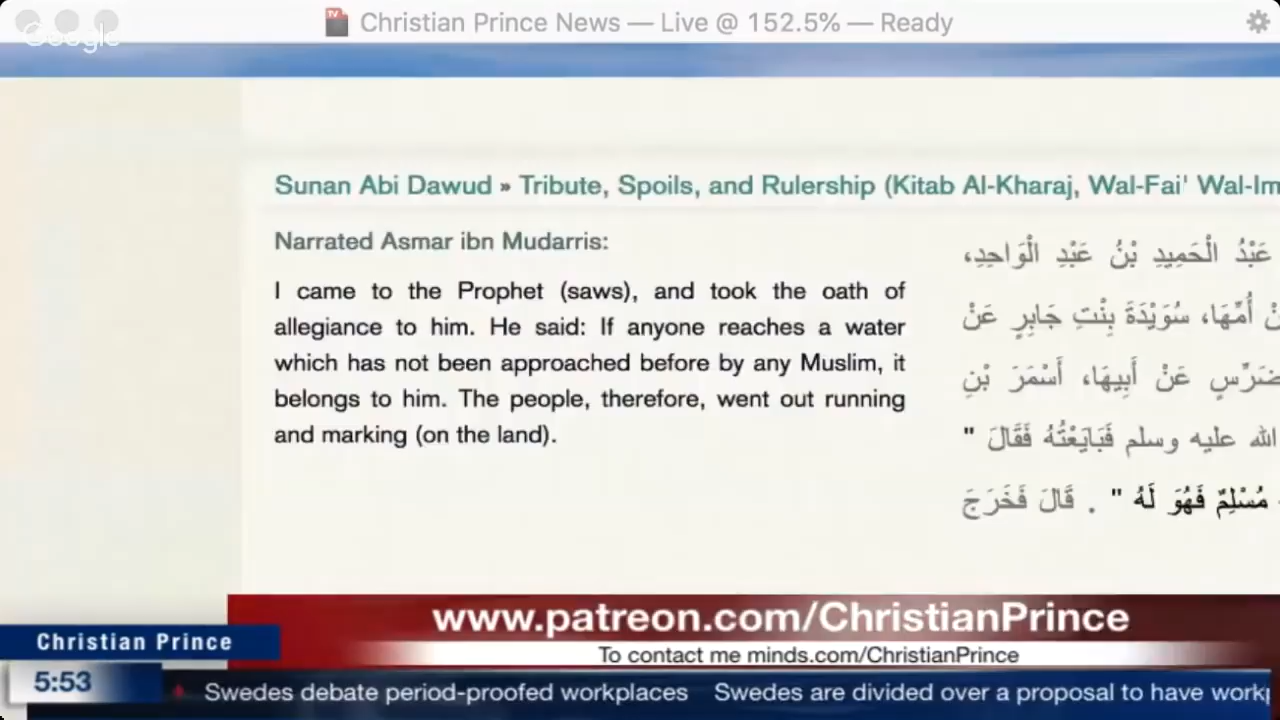 Christian Prince News — Live @ 152.5% — Ready
Google
Sunan Abi Dawud » Tribute, Spoils, and Rulership (Kitab Al-Kharaj, Wal-Fai' Wal-Im
Narrated Asmar ibn Mudarris:
I came to the Prophet (saws), and took the oath of
allegiance to him. He said: If anyone reaches a water
which has not been approached before by any Muslim, it
belongs to him. The people, therefore, went out running
and marking (on the land).
عَبْدُ الْحَمِيدِ بْنُ عَبْدِ الْوَاحِدِ،
أُمِّهَا، سُوَيْدَةَ بِنْتِ جَابِرٍ عَنْ
عَنْ أَبِيهَا، أَسْمَرَ بْنِ
الله عليه وسلم فَبَايَعْتُهُ فَقَالَ "
مُسْلِمٌ فَهُوَ لَهُ " . قَالَ فَخَرَجَ
www.patreon.com/ChristianPrince
To contact me minds.com/ChristianPrince
Christian Prince
5:53
Swedes debate period-proofed workplaces Swedes are divided over a proposal to have work